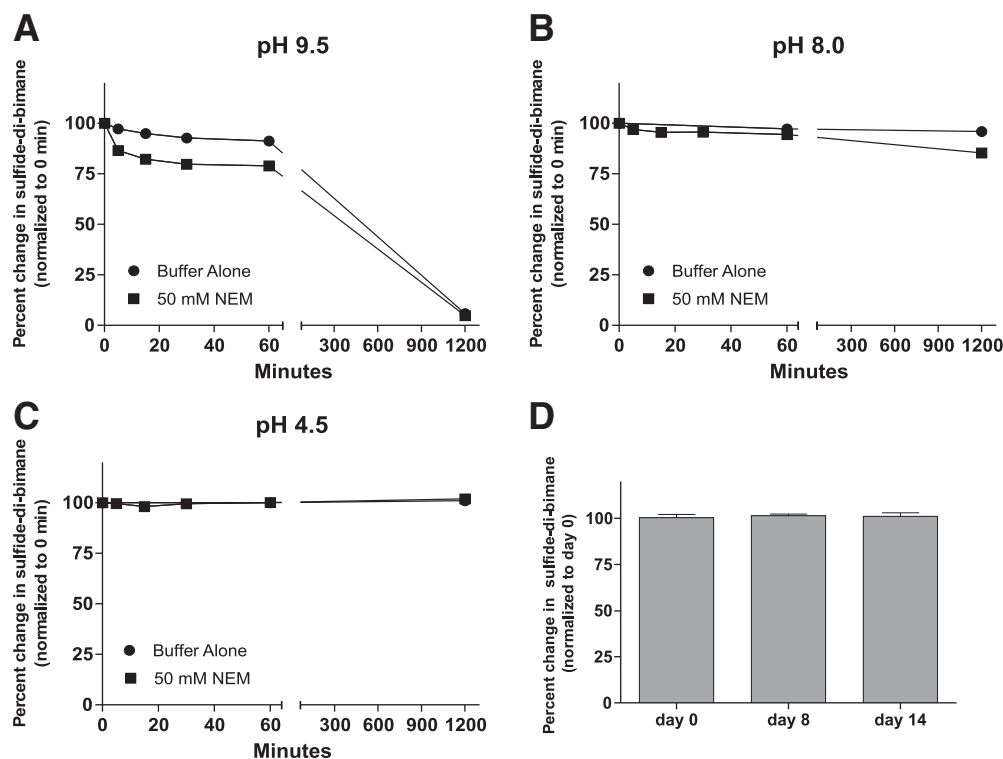 A
pH 9.5
Percent change in sulfide-di-bimane
(normalized to 0 min)
100
75
50
25
0
Buffer Alone
50 mM NEM
0 20 40 60 300 600 900 1200
Minutes
B
pH 8.0
Percent change in sulfide-di-bimane
(normalized to 0 min)
100
75
50
25
0
Buffer Alone
50 mM NEM
0 20 40 60 300 600 900 1200
Minutes
C
pH 4.5
Percent change in sulfide-di-bimane
(normalized to 0 min)
100
75
50
25
0
Buffer Alone
50 mM NEM
0 20 40 60 300 600 900 1200
Minutes
D
Percent change in sulfide-di-bimane
(normalized to day 0)
100
75
50
25
0
day 0 day 8 day 14